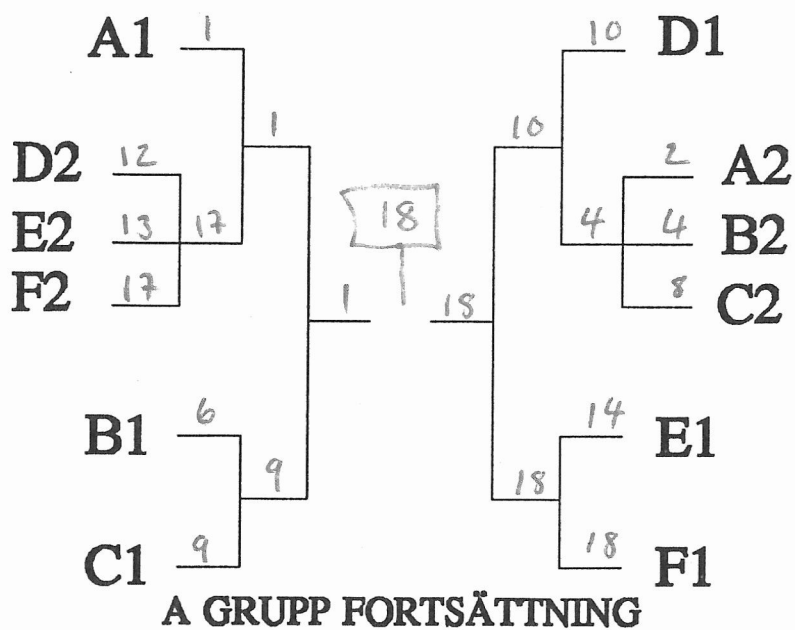 A1 1 10 D1
1 10
D2 12 2 A2
E2 13 17 18 4 4 B2
F2 17 8 C2
1 18
B1 6 14 E1
9 18
C1 9 18 F1
A GRUPP FORTSÄTTNING